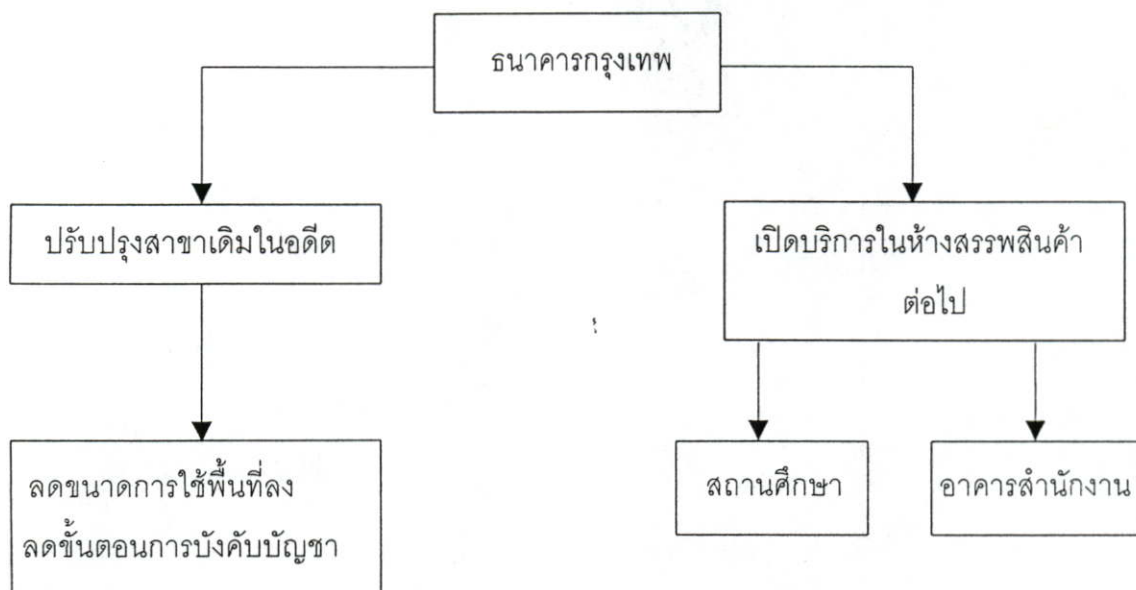 ธนาคารกรุงเทพ
ปรับปรุงสาขาเดิมในอดีต
เปิดบริการในห้างสรรพสินค้า
ต่อไป
ลดขนาดการใช้พื้นที่ลง
ลดขั้นตอนการบังคับบัญชา
สถานศึกษา
อาคารสำนักงาน